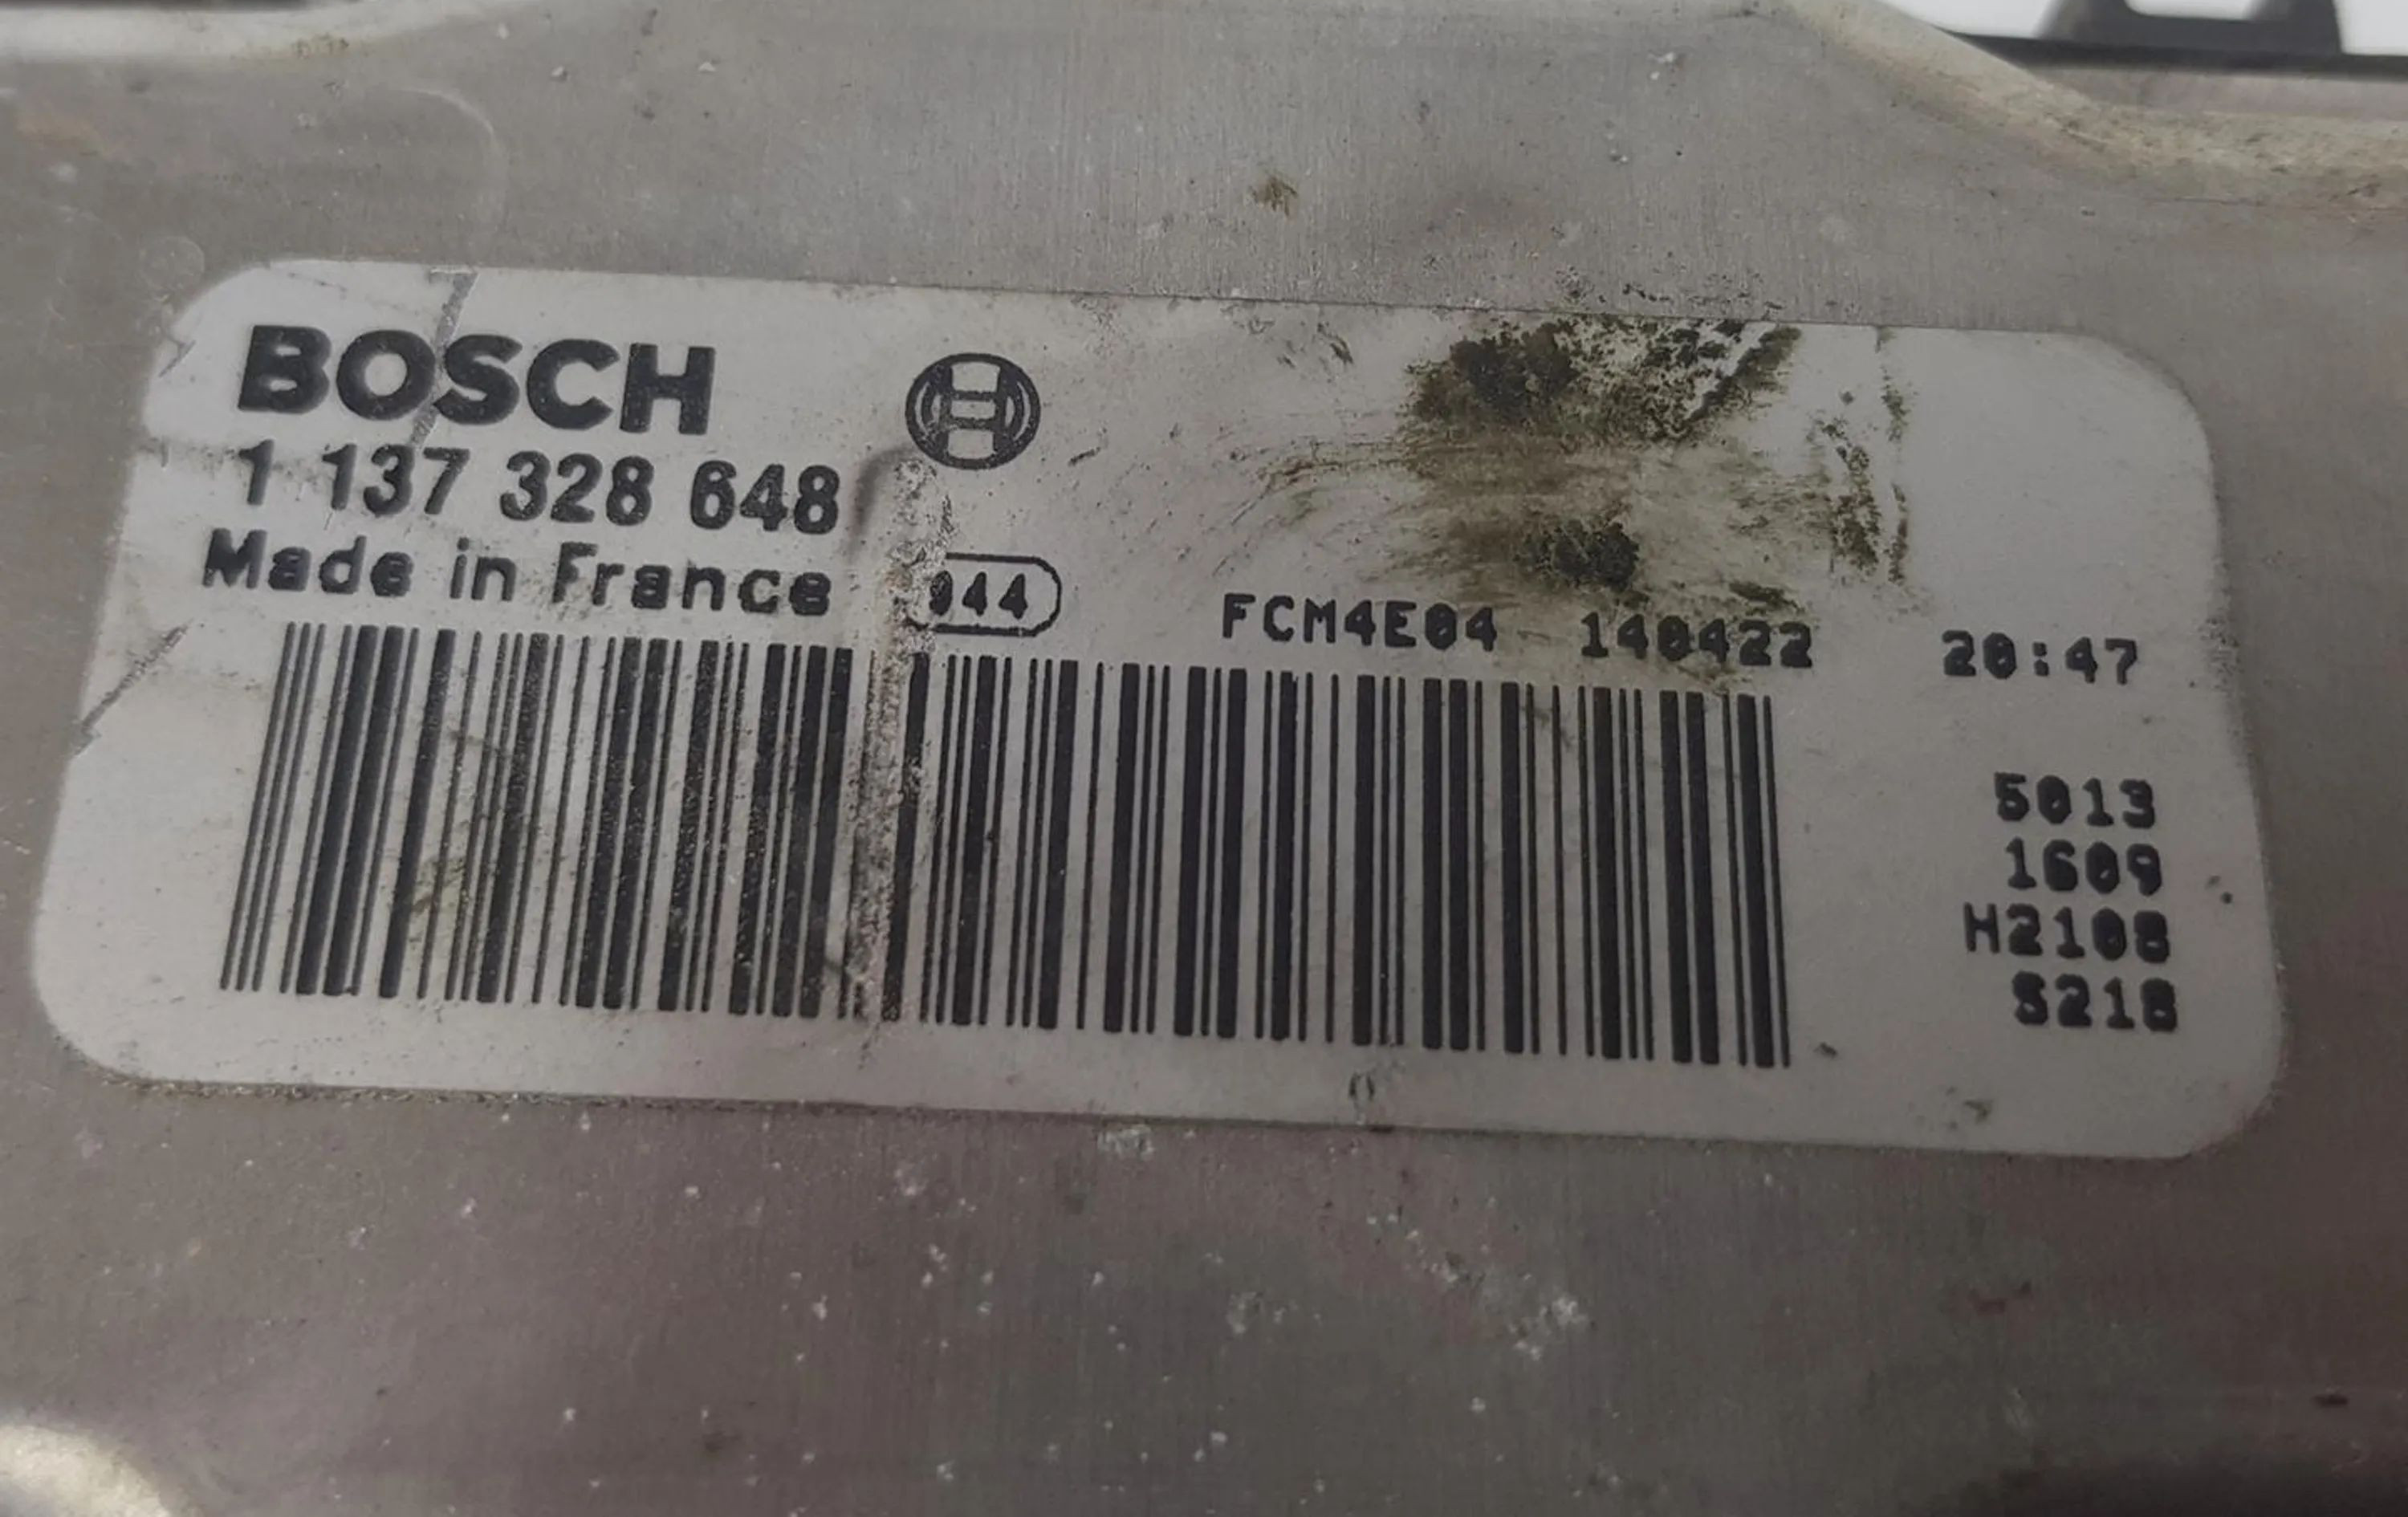 BOSCH
1 137 328 648
Made in France 044 FCM4E04 140422 20:47
5013
1609
H2108
S218